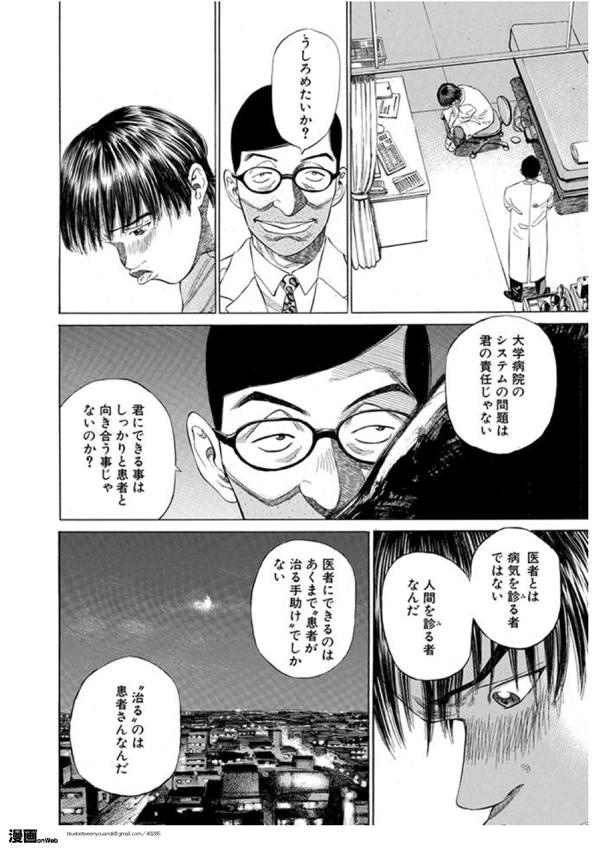 うしろめたいか？
大学病院の
システムの問題は
君の責任じゃない
君にできる事は
しっかりと患者と
向き合う事じゃ
ないのか？
医者とは
病気を診る者
ではない
人間を診る者
なんだ
医者にできるのは
あくまで“患者が
治る手助け”でしか
ない
“治る”のは
患者さんなんだ
漫画 on Web
bluebetweenyouandi@gmail.com/40285